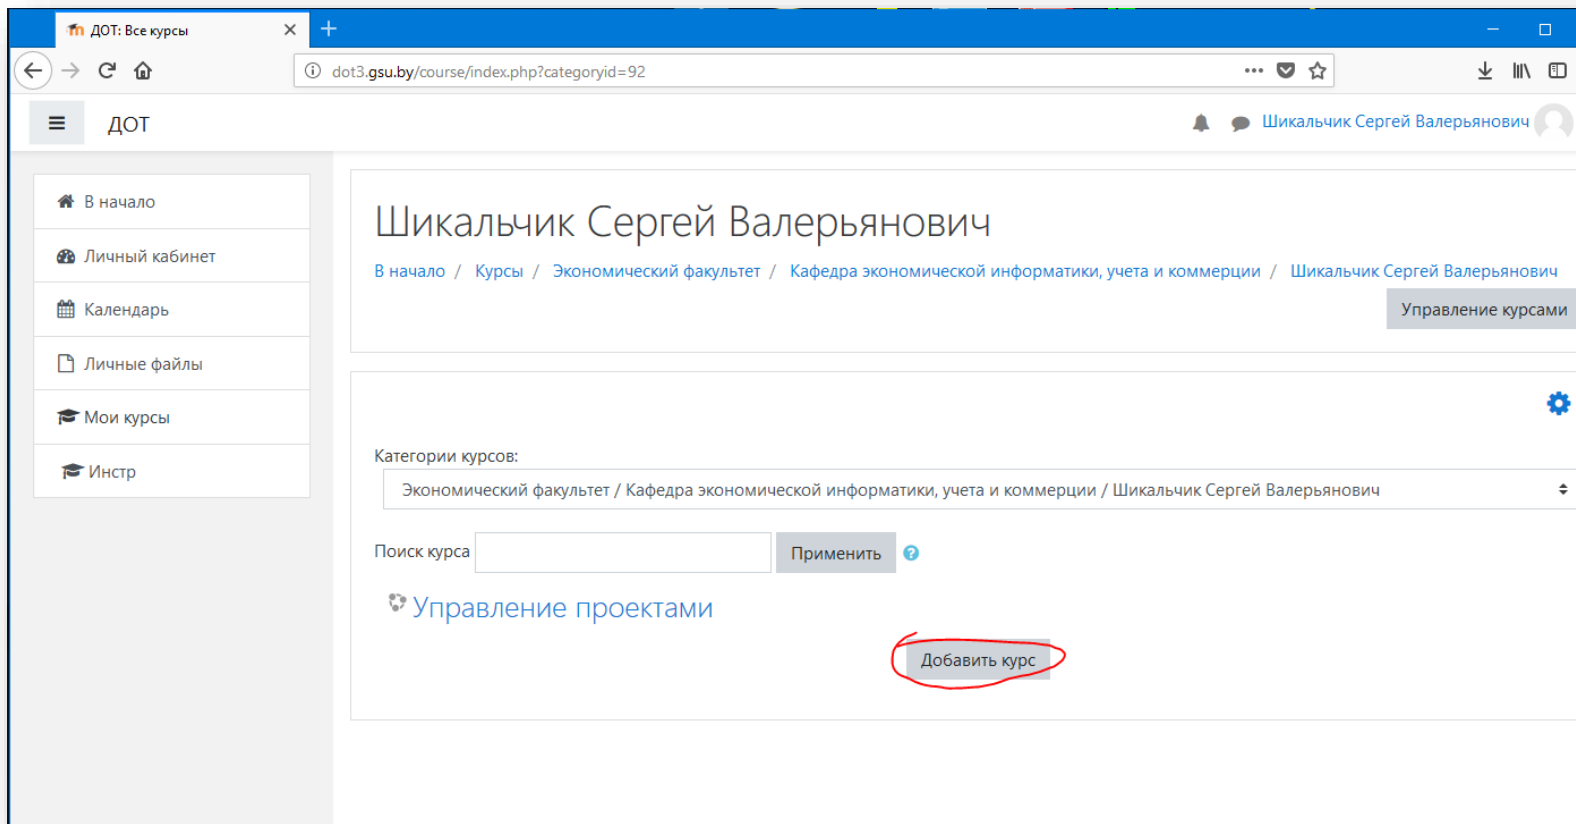 ДОТ: Все курсы
dot3.gsu.by/course/index.php?categoryid=92
ДОТ
Шикальчик Сергей Валерьянович
В начало
Личный кабинет
Календарь
Личные файлы
Мои курсы
Инстр
Шикальчик Сергей Валерьянович
В начало / Курсы / Экономический факультет / Кафедра экономической информатики, учета и коммерции / Шикальчик Сергей Валерьянович
Управление курсами
Категории курсов:
Экономический факультет / Кафедра экономической информатики, учета и коммерции / Шикальчик Сергей Валерьянович
Поиск курса Применить ?
Управление проектами
Добавить курс